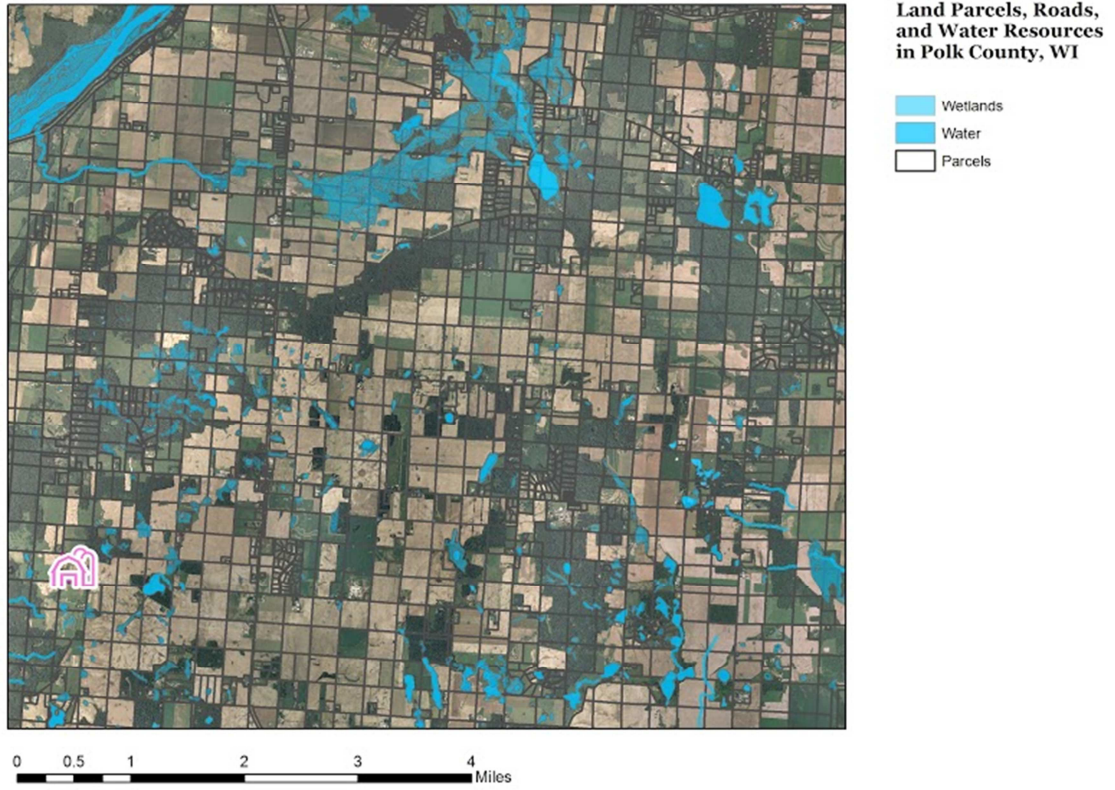 Land Parcels, Roads,
and Water Resources
in Polk County, WI
Wetlands
Water
Parcels
0 0.5 1 2 3 4
Miles